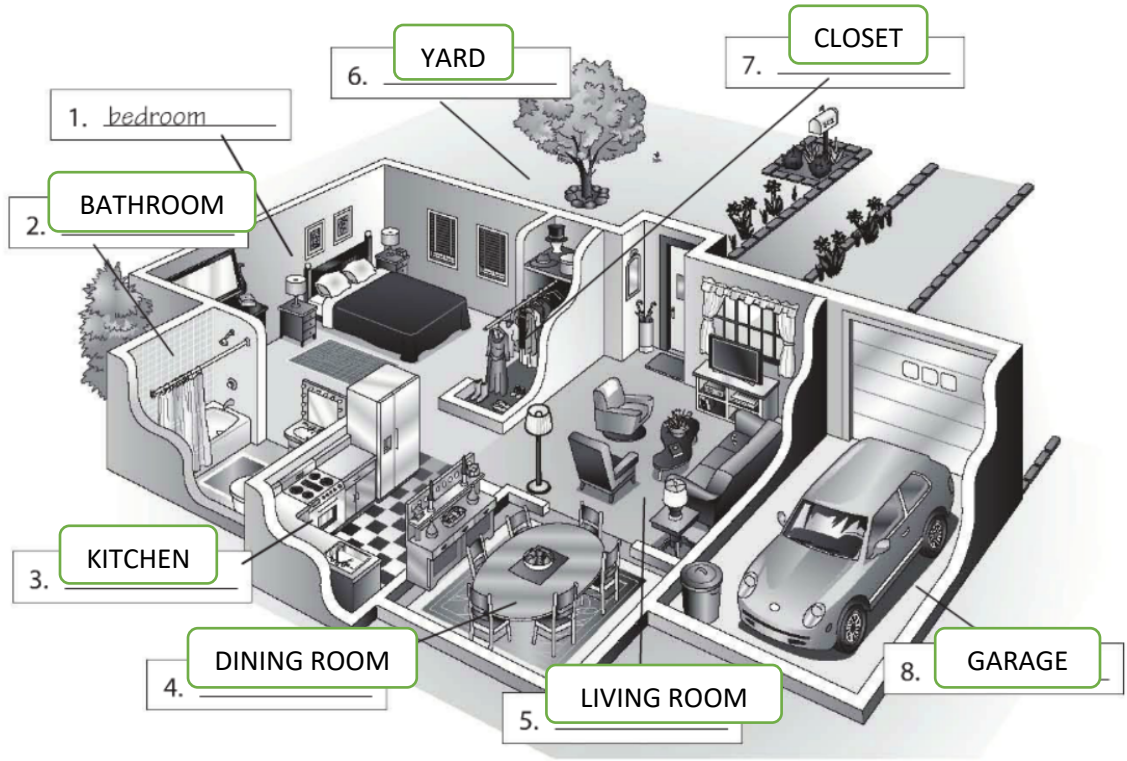 1. bedroom
2. BATHROOM
3. KITCHEN
4. DINING ROOM
5. LIVING ROOM
6. YARD
7. CLOSET
8. GARAGE